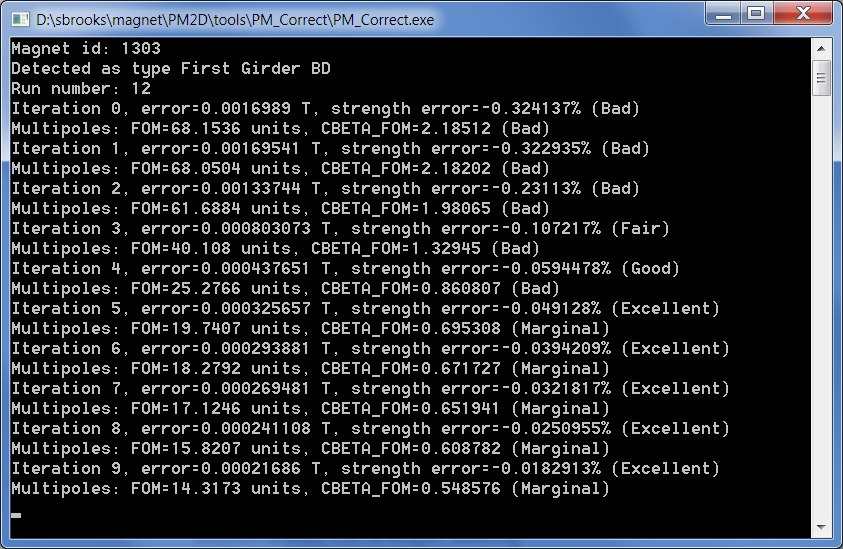 D:\sbrooks\magnet\PM2D\tools\PM_Correct\PM_Correct.exe
Magnet id: 1303
Detected as type First Girder BD
Run number: 12
Iteration 0, error=0.0016989 T, strength error=-0.324137% (Bad)
Multipoles: FOM=68.1536 units, CBETA_FOM=2.18512 (Bad)
Iteration 1, error=0.00169541 T, strength error=-0.322935% (Bad)
Multipoles: FOM=68.0504 units, CBETA_FOM=2.18202 (Bad)
Iteration 2, error=0.00133744 T, strength error=-0.23113% (Bad)
Multipoles: FOM=61.6884 units, CBETA_FOM=1.98065 (Bad)
Iteration 3, error=0.000803073 T, strength error=-0.107217% (Fair)
Multipoles: FOM=40.108 units, CBETA_FOM=1.32945 (Bad)
Iteration 4, error=0.000437651 T, strength error=-0.0594478% (Good)
Multipoles: FOM=25.2766 units, CBETA_FOM=0.860807 (Bad)
Iteration 5, error=0.000325657 T, strength error=-0.049128% (Excellent)
Multipoles: FOM=19.7407 units, CBETA_FOM=0.695308 (Marginal)
Iteration 6, error=0.000293881 T, strength error=-0.0394209% (Excellent)
Multipoles: FOM=18.2792 units, CBETA_FOM=0.671727 (Marginal)
Iteration 7, error=0.000269481 T, strength error=-0.0321817% (Excellent)
Multipoles: FOM=17.1246 units, CBETA_FOM=0.651941 (Marginal)
Iteration 8, error=0.000241108 T, strength error=-0.0250955% (Excellent)
Multipoles: FOM=15.8207 units, CBETA_FOM=0.608782 (Marginal)
Iteration 9, error=0.00021686 T, strength error=-0.0182913% (Excellent)
Multipoles: FOM=14.3173 units, CBETA_FOM=0.548576 (Marginal)